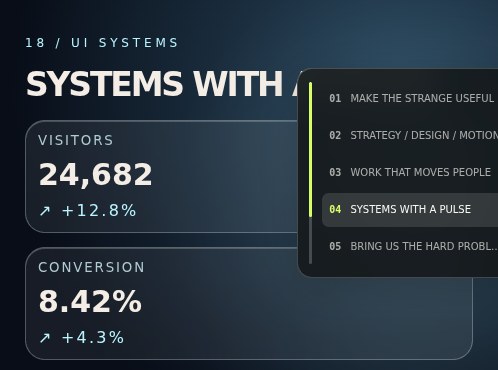 18 / UI SYSTEMS
SYSTEMS WITH A
VISITORS
24,682
↗ +12.8%
CONVERSION
8.42%
↗ +4.3%
01 MAKE THE STRANGE USEFUL
02 STRATEGY / DESIGN / MOTION
03 WORK THAT MOVES PEOPLE
04 SYSTEMS WITH A PULSE
05 BRING US THE HARD PROBL...